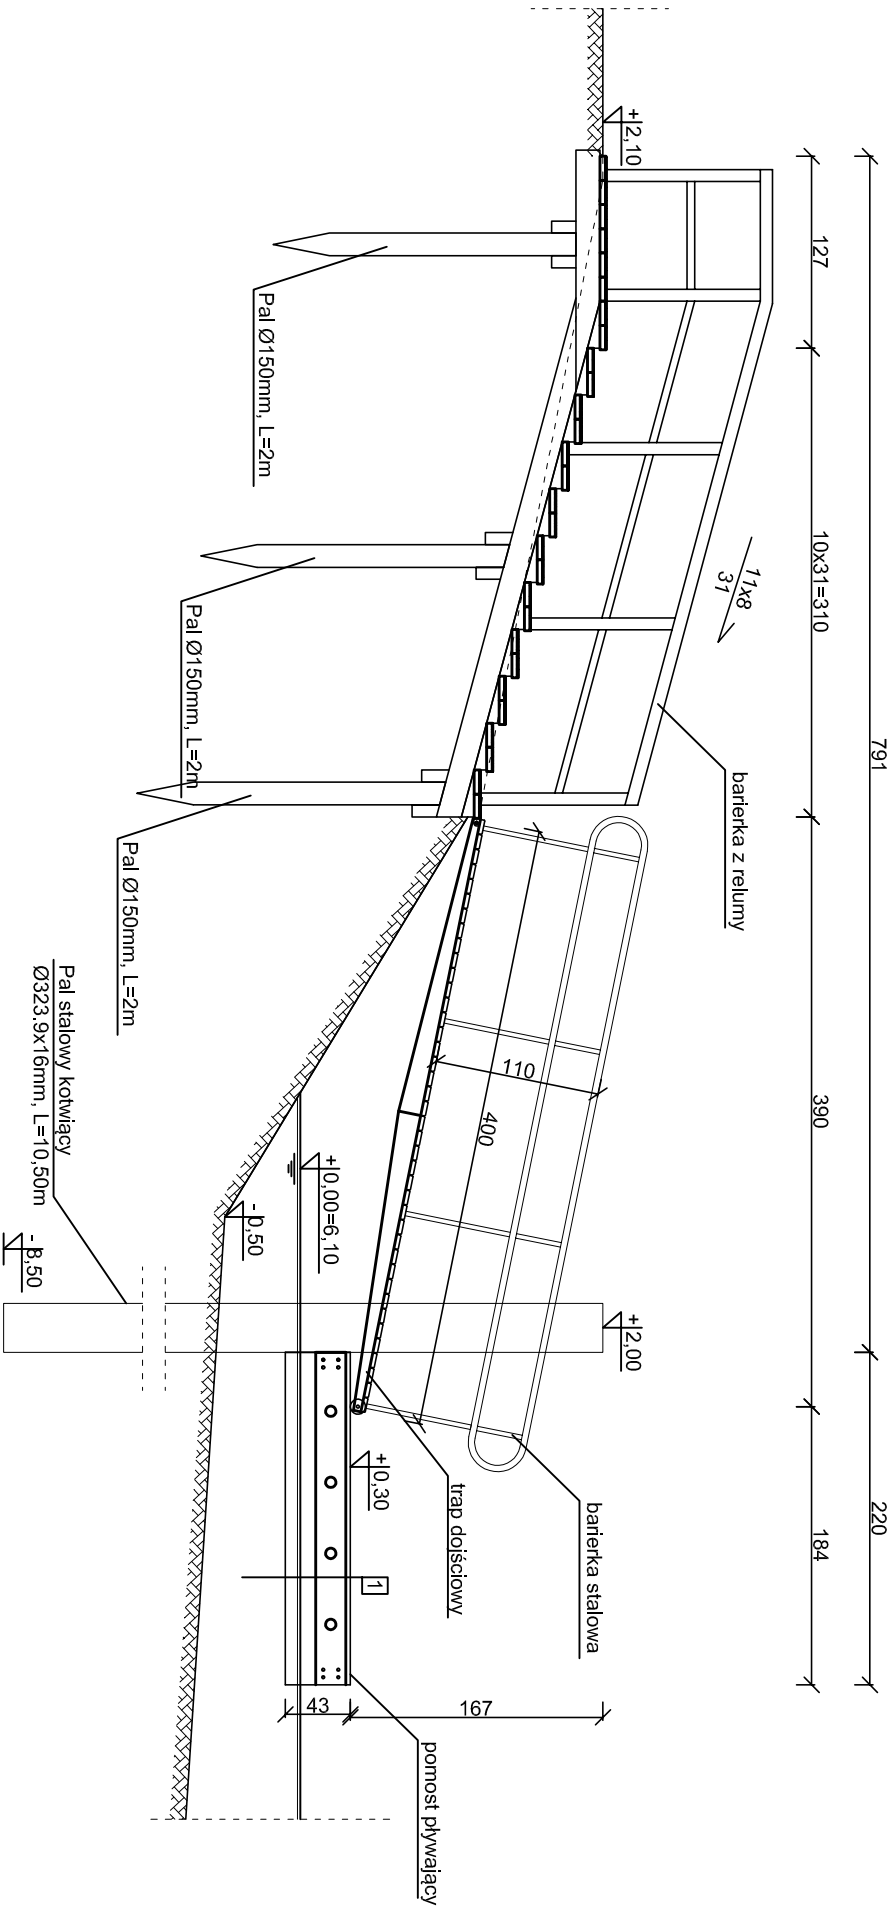 791
220
127
10x31=310
390
184
+2,10
11x8
31
barierka z relumy
110
400
+2,00
barierka stalowa
trap dojściowy
+0,30
1
+0,00=6,10
- 0,50
- 8,50
43
167
pomost pływający
Pal Ø150mm, L=2m
Pal Ø150mm, L=2m
Pal Ø150mm, L=2m
Pal stalowy kotwiący
Ø323.9x16mm, L=10,50m